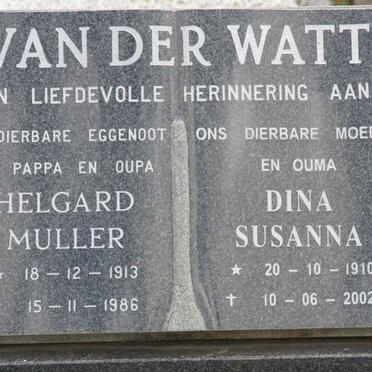 VAN DER WATT
N LIEFDEVOLLE HERINNERING AAN
DIERBARE EGGENOOT
PAPPA EN OUPA
HELGARD
MULLER
★ 18 - 12 - 1913
15 - 11 - 1986
ONS DIERBARE MOED
EN OUMA
DINA
SUSANNA
★ 20 - 10 - 1910
✝ 10 - 06 - 2002